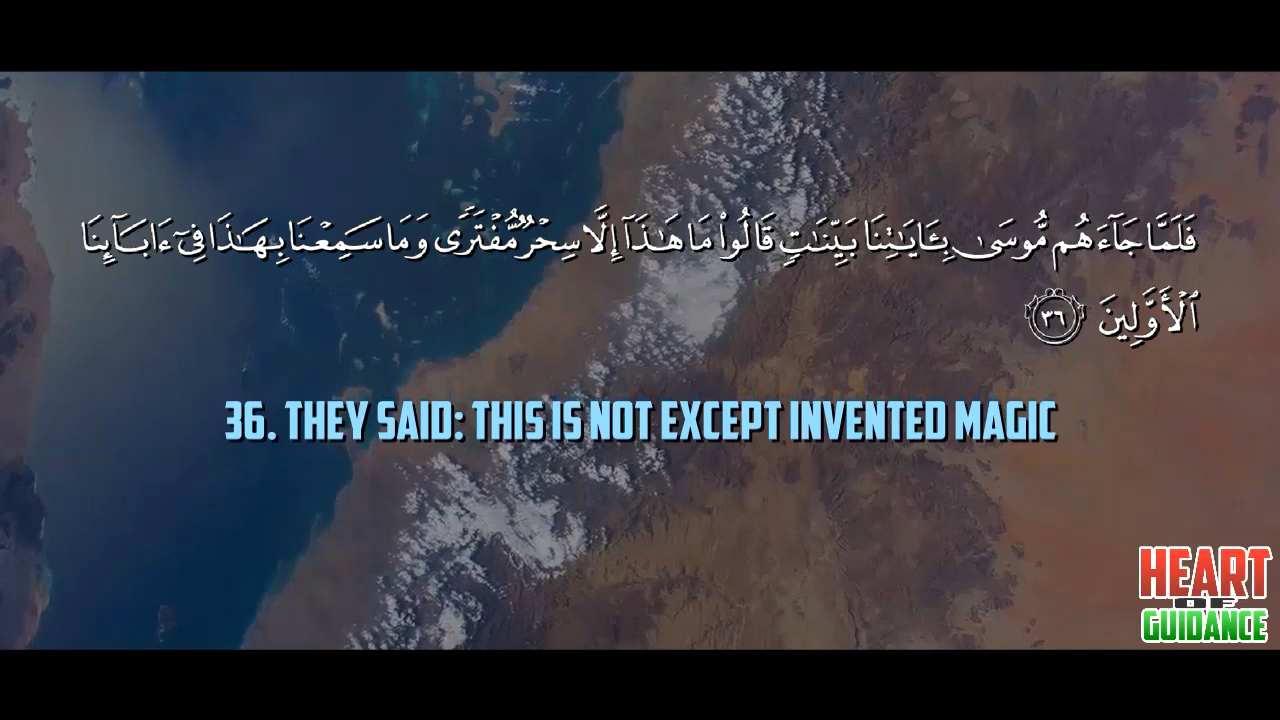 فَلَمَّا جَآءَهُم مُّوسَىٰ بِـَٔايَـٰتِنَا بَيِّنَـٰتٍۢ قَالُوا۟ مَا هَـٰذَآ إِلَّا سِحْرٌۭ مُّفْتَرًۭى وَمَا سَمِعْنَا بِهَـٰذَا فِىٓ ءَابَآئِنَا
ٱلْأَوَّلِينَ ٣٦
36. THEY SAID: THIS IS NOT EXCEPT INVENTED MAGIC
HEART
OF
GUIDANCE